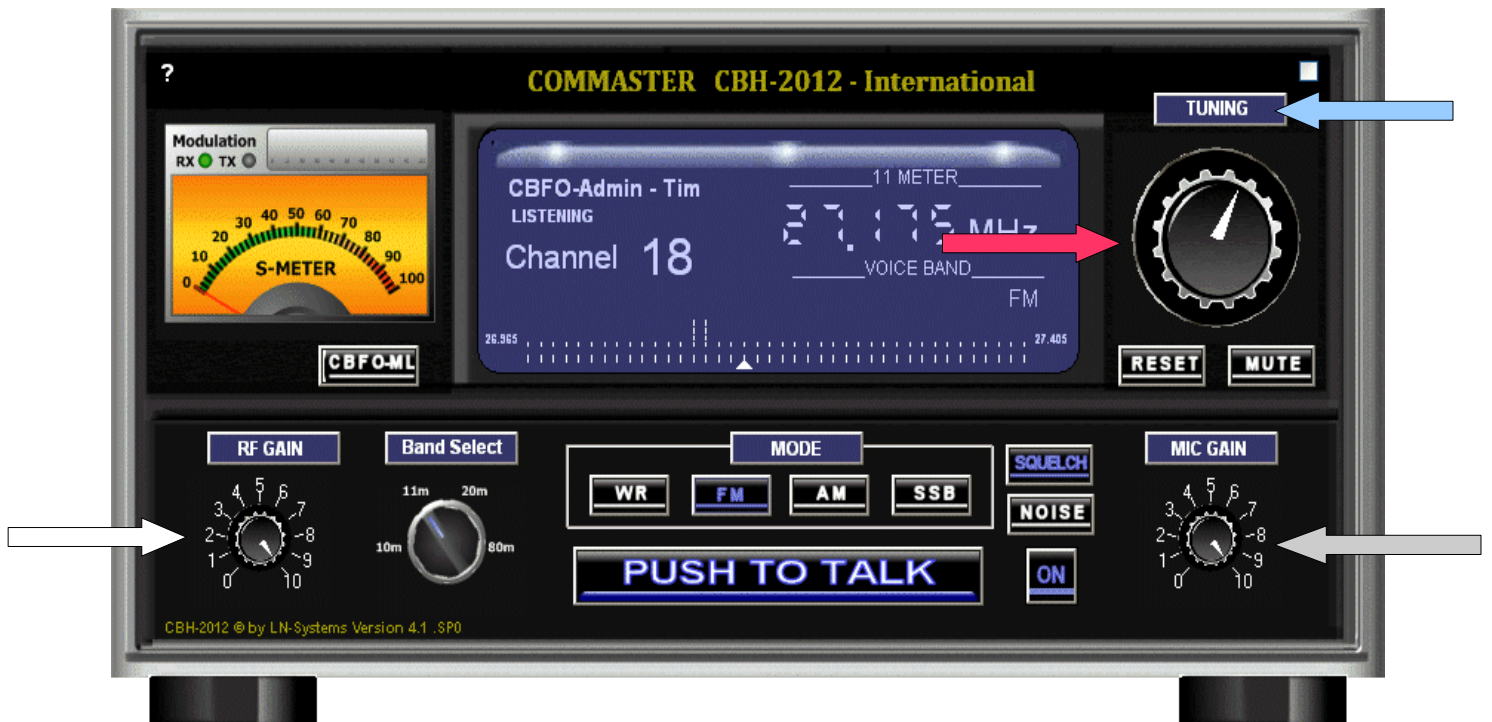 ?
COMMASTER CBH-2012 - International
TUNING
Modulation
RX TX
0 10 20 30 40 50 60 70 80 90 100
S-METER
CBFO-ML
CBFO-Admin - Tim
LISTENING
Channel 18
11 METER
27.175 MHz
VOICE BAND
FM
26.965 27.405
RESET MUTE
RF GAIN
0 1 2 3 4 5 6 7 8 9 10
Band Select
10m 11m 20m 80m
MODE
WR FM AM SSB
PUSH TO TALK
SQUELCH
NOISE
ON
MIC GAIN
0 1 2 3 4 5 6 7 8 9 10
CBH-2012 © by LN-Systems Version 4.1 .SP0